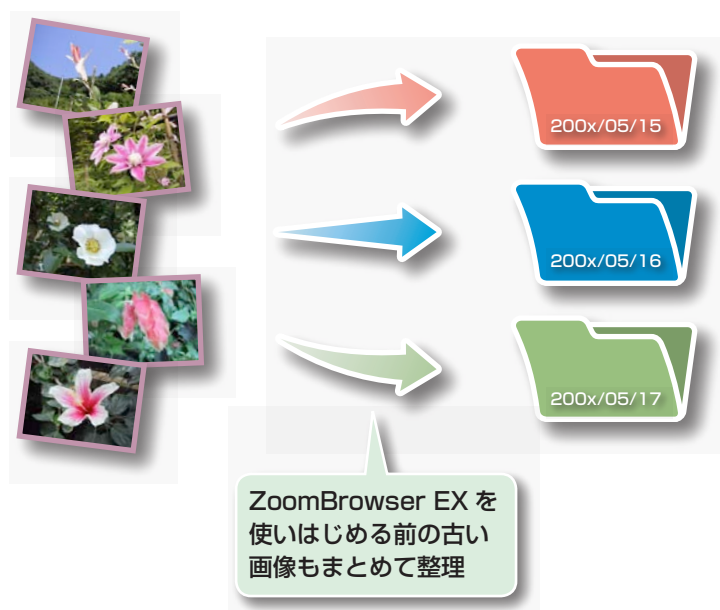 200x/05/15
200x/05/16
200x/05/17
ZoomBrowser EX を
使いはじめる前の古い
画像もまとめて整理